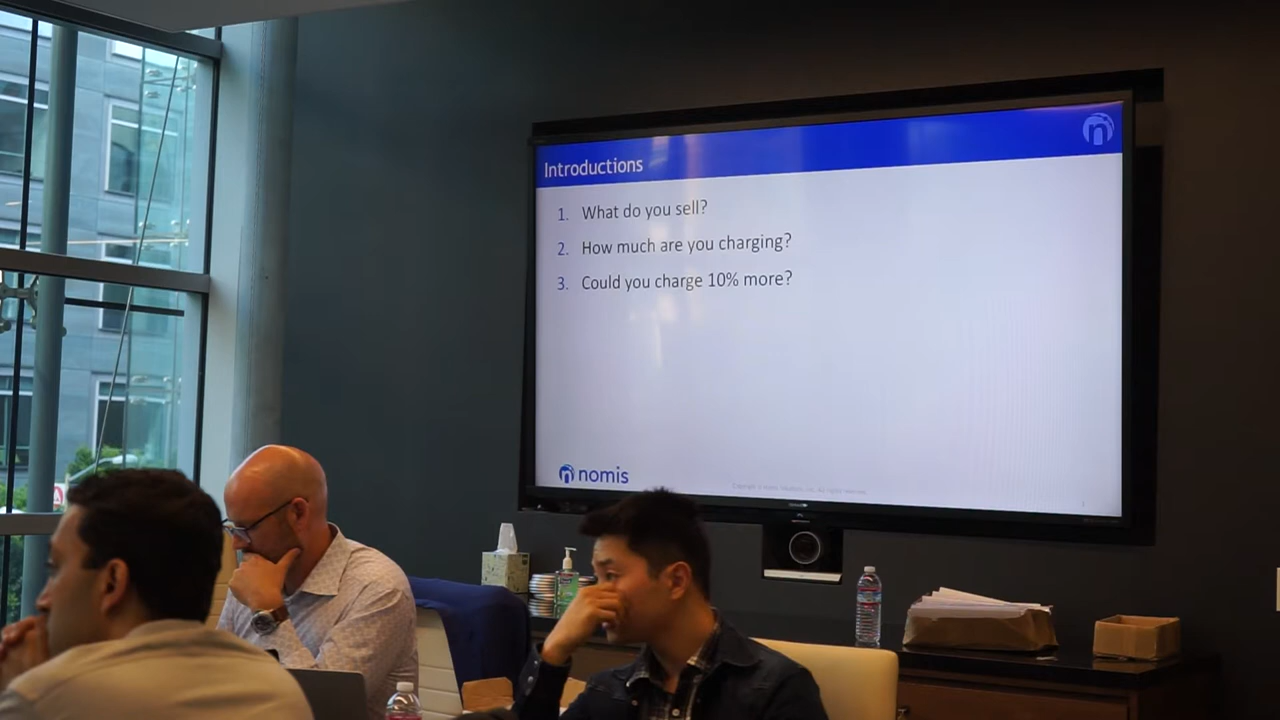 Introductions
1. What do you sell?
2. How much are you charging?
3. Could you charge 10% more?
nomis